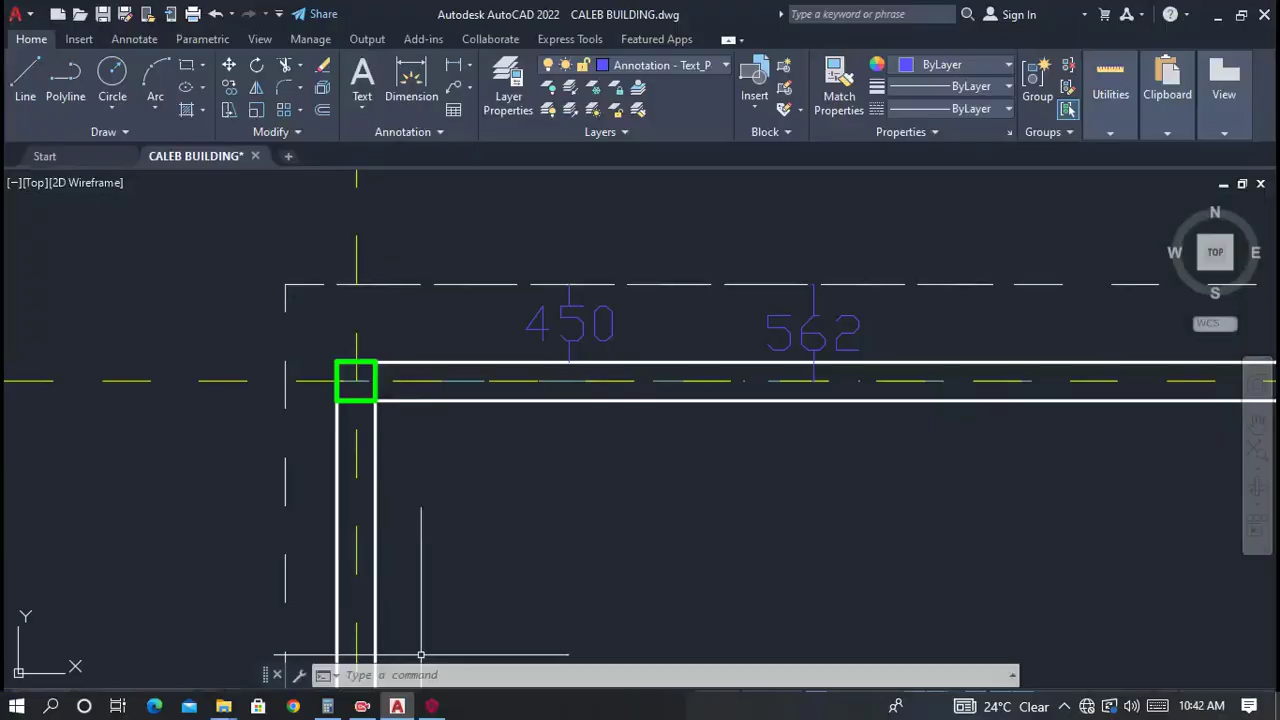 Share
Autodesk AutoCAD 2022 CALEB BUILDING.dwg
Type a keyword or phrase
Sign In
Home Insert Annotate Parametric View Manage Output Add-ins Collaborate Express Tools Featured Apps
Line
Polyline
Circle
Arc
Draw
Modify
Text
Dimension
Annotation
Layer
Properties
Annotation - Text_P
Layers
Insert
Block
Match
Properties
ByLayer
ByLayer
ByLayer
Properties
Group
Groups
Utilities
Clipboard
View
Start
CALEB BUILDING*
[−][Top][2D Wireframe]
N
W
TOP
E
S
WCS
450
562
Y
X
Type a command
24°C Clear
10:42 AM